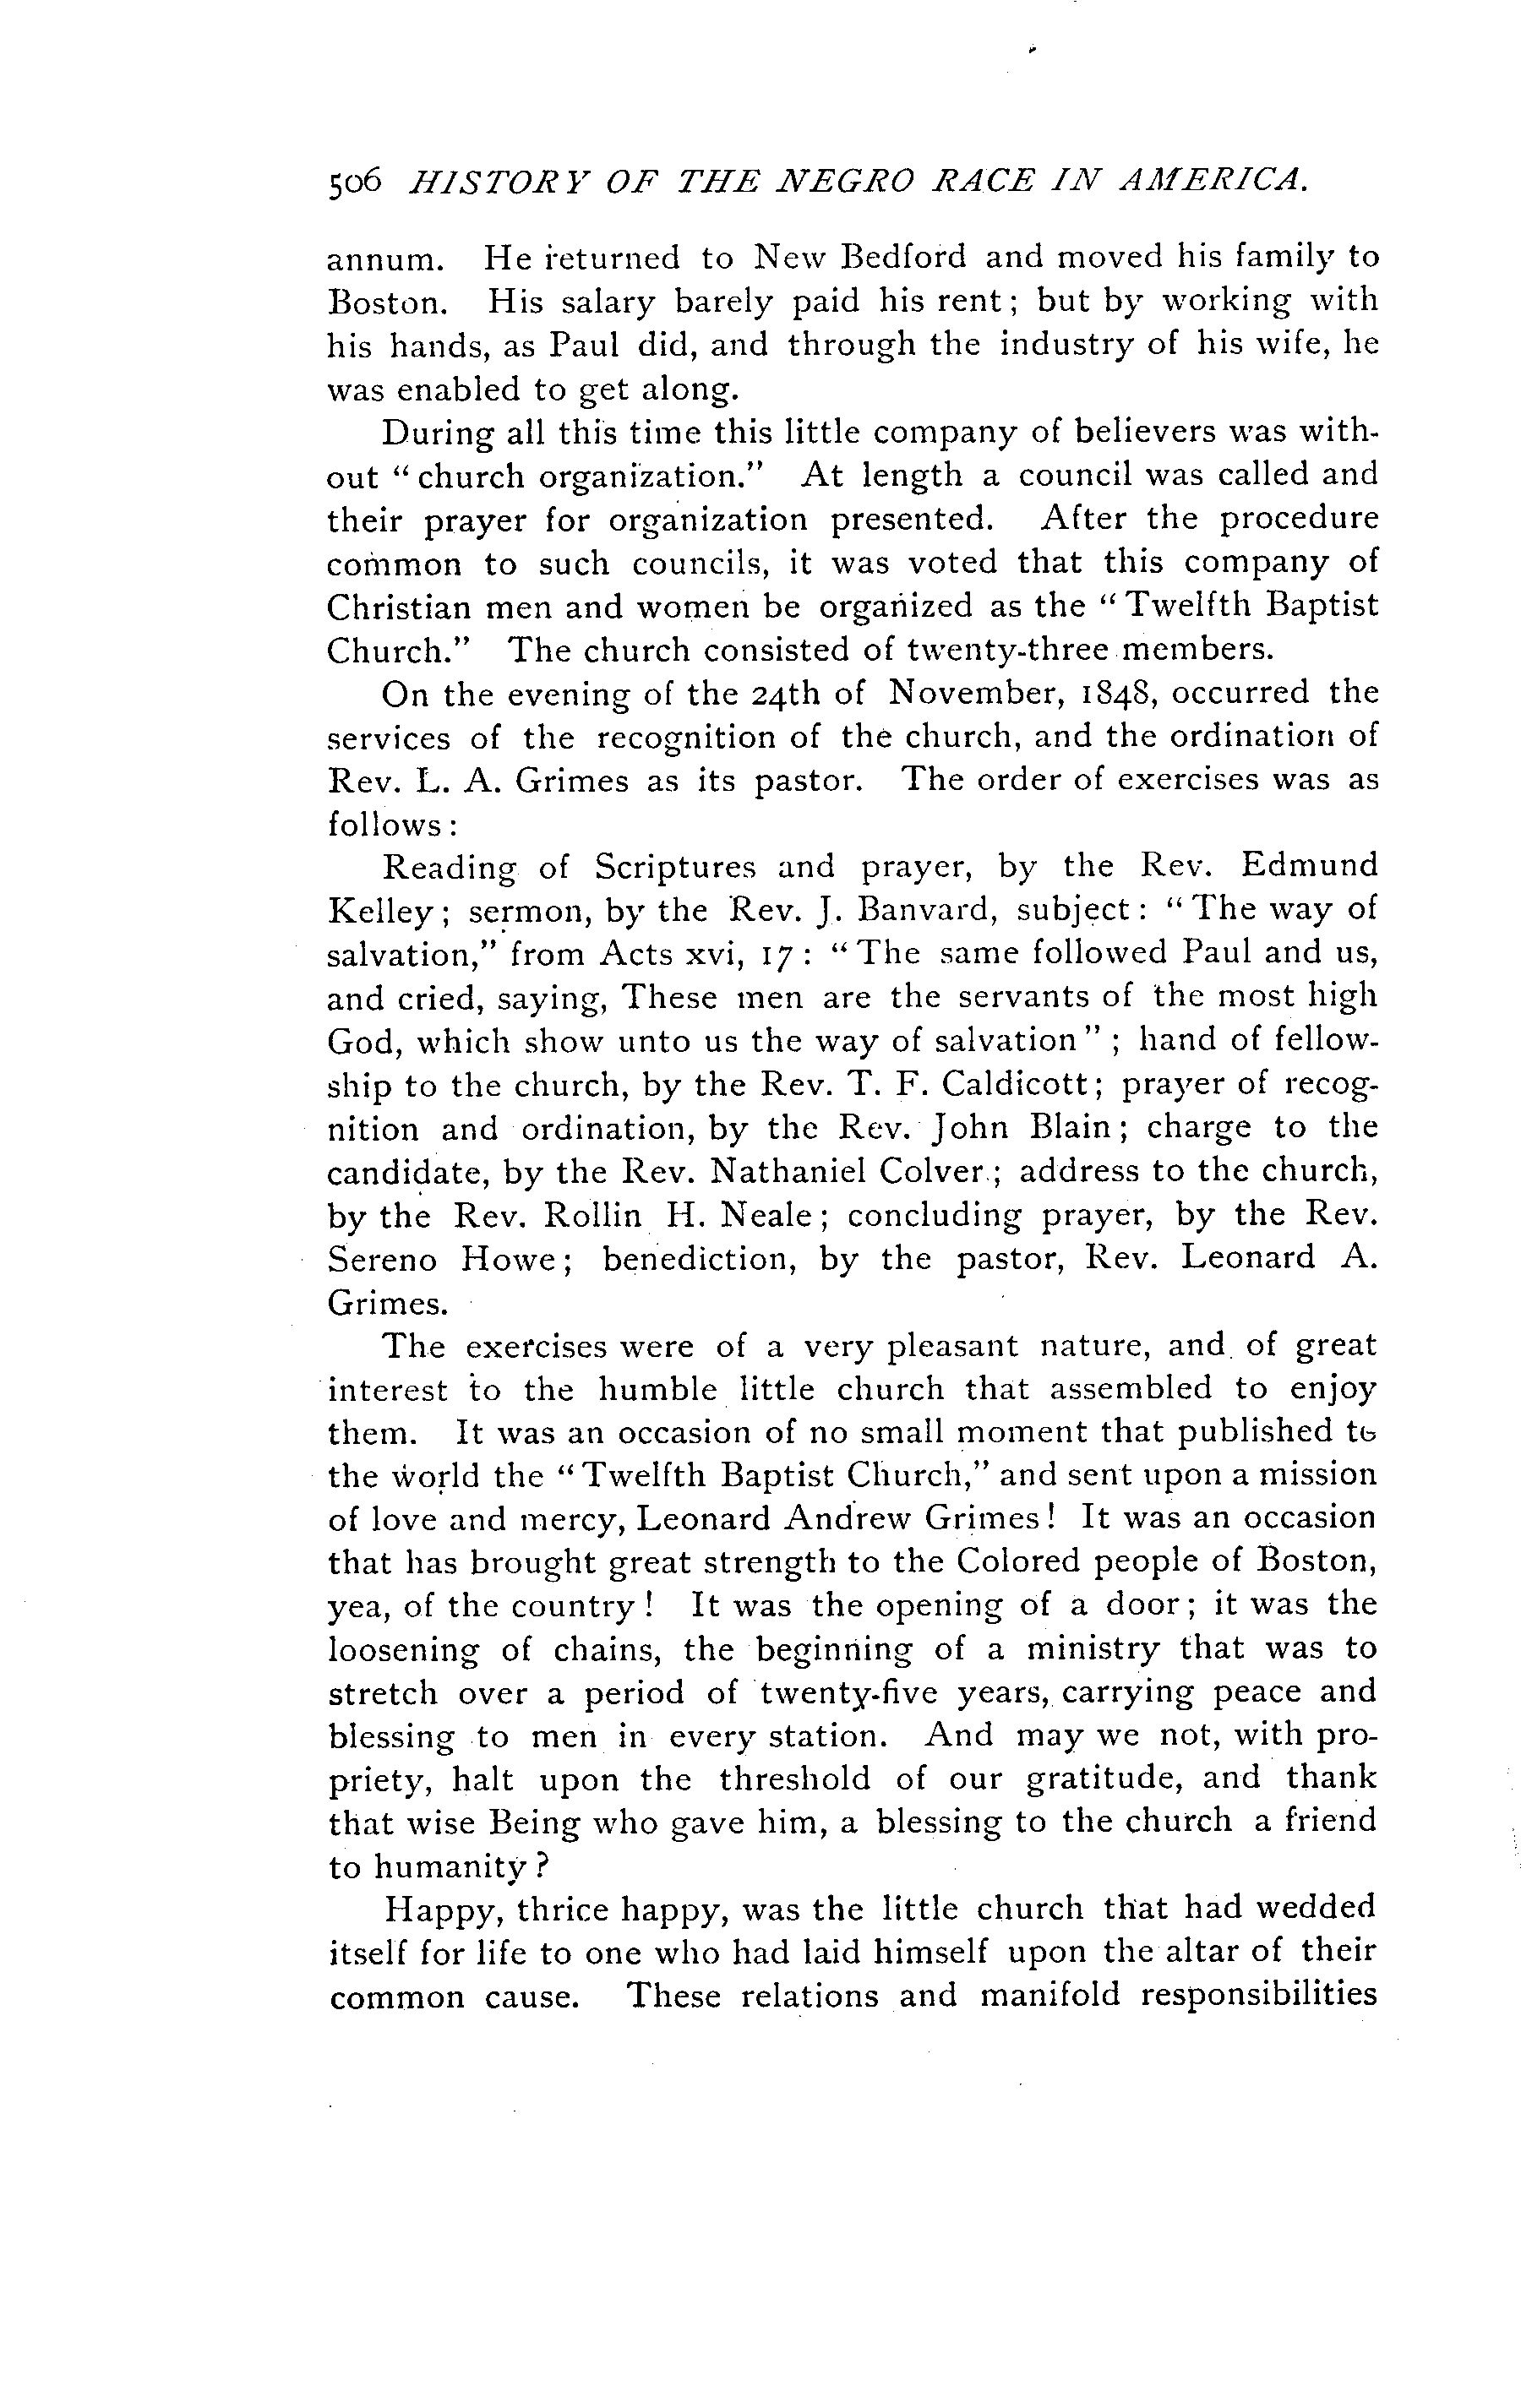 506 HISTORY OF THE NEGRO RACE IN AMERICA.
annum. He returned to New Bedford and moved his family to
Boston. His salary barely paid his rent; but by working with
his hands, as Paul did, and through the industry of his wife, he
was enabled to get along.
During all this time this little company of believers was with-
out "church organization." At length a council was called and
their prayer for organization presented. After the procedure
common to such councils, it was voted that this company of
Christian men and women be organized as the "Twelfth Baptist
Church." The church consisted of twenty-three members.
On the evening of the 24th of November, 1848, occurred the
services of the recognition of the church, and the ordination of
Rev. L. A. Grimes as its pastor. The order of exercises was as
follows:
Reading of Scriptures and prayer, by the Rev. Edmund
Kelley; sermon, by the Rev. J. Banvard, subject: "The way of
salvation," from Acts xvi, 17: "The same followed Paul and us,
and cried, saying, These men are the servants of the most high
God, which show unto us the way of salvation"; hand of fellow-
ship to the church, by the Rev. T. F. Caldicott; prayer of recog-
nition and ordination, by the Rev. John Blain; charge to the
candidate, by the Rev. Nathaniel Colver; address to the church,
by the Rev. Rollin H. Neale; concluding prayer, by the Rev.
Sereno Howe; benediction, by the pastor, Rev. Leonard A.
Grimes.
The exercises were of a very pleasant nature, and of great
interest to the humble little church that assembled to enjoy
them. It was an occasion of no small moment that published to
the world the "Twelfth Baptist Church," and sent upon a mission
of love and mercy, Leonard Andrew Grimes! It was an occasion
that has brought great strength to the Colored people of Boston,
yea, of the country! It was the opening of a door; it was the
loosening of chains, the beginning of a ministry that was to
stretch over a period of twenty-five years, carrying peace and
blessing to men in every station. And may we not, with pro-
priety, halt upon the threshold of our gratitude, and thank
that wise Being who gave him, a blessing to the church a friend
to humanity?
Happy, thrice happy, was the little church that had wedded
itself for life to one who had laid himself upon the altar of their
common cause. These relations and manifold responsibilities